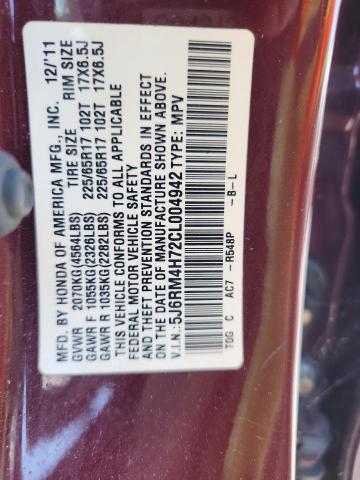 MFD. BY HONDA OF AMERICA MFG., INC. 12/'11
TIRE SIZE RIM SIZE
GVWR 2070KG(4564LBS)
GAWR F 1055KG(2326LBS) 225/65R17 102T 17X6.5J
GAWR R 1035KG(2282LBS) 225/65R17 102T 17X6.5J
THIS VEHICLE CONFORMS TO ALL APPLICABLE
FEDERAL MOTOR VEHICLE SAFETY
AND THEFT PREVENTION STANDARDS IN EFFECT
ON THE DATE OF MANUFACTURE SHOWN ABOVE.
V.I.N.: 5J6RM4H72CL004942 TYPE: MPV
TOG C AC7 -R548P -B-L